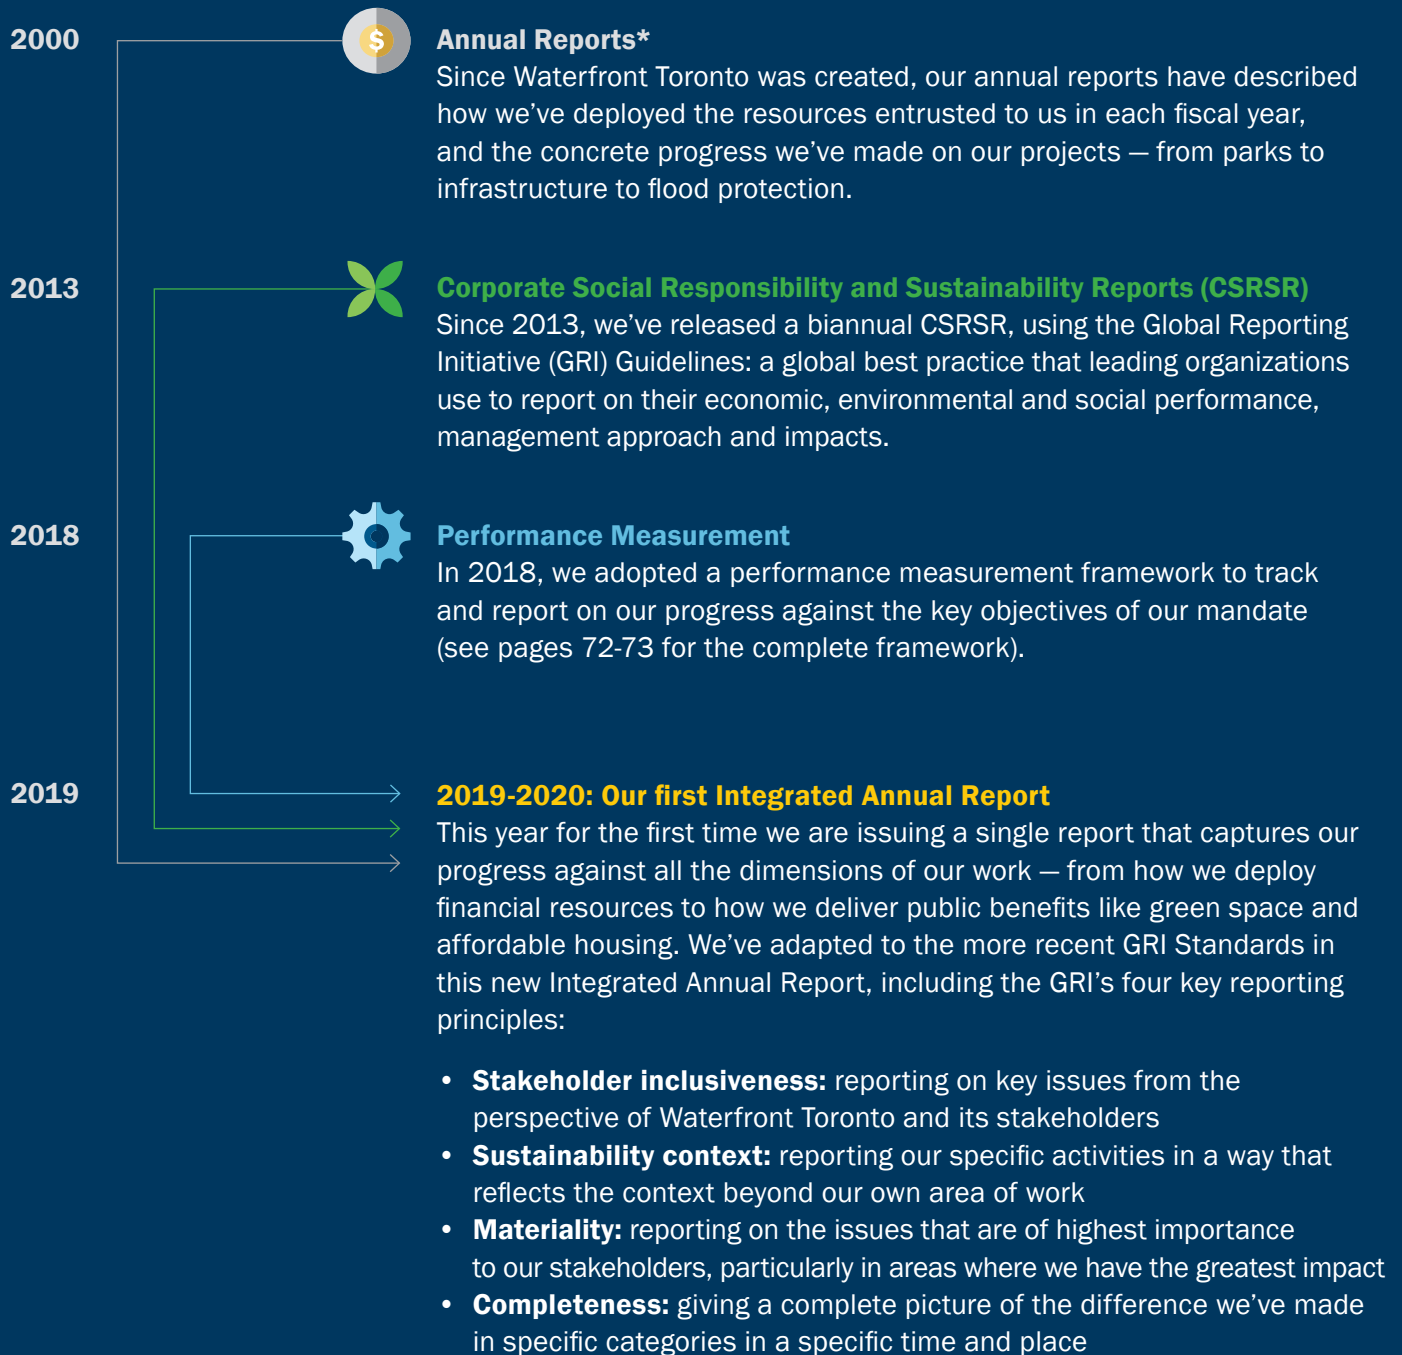 2000
$
Annual Reports*
Since Waterfront Toronto was created, our annual reports have described
how we've deployed the resources entrusted to us in each fiscal year,
and the concrete progress we've made on our projects — from parks to
infrastructure to flood protection.
2013
Corporate Social Responsibility and Sustainability Reports (CSRSR)
Since 2013, we've released a biannual CSRSR, using the Global Reporting
Initiative (GRI) Guidelines: a global best practice that leading organizations
use to report on their economic, environmental and social performance,
management approach and impacts.
2018
Performance Measurement
In 2018, we adopted a performance measurement framework to track
and report on our progress against the key objectives of our mandate
(see pages 72-73 for the complete framework).
2019
2019-2020: Our first Integrated Annual Report
This year for the first time we are issuing a single report that captures our
progress against all the dimensions of our work — from how we deploy
financial resources to how we deliver public benefits like green space and
affordable housing. We've adapted to the more recent GRI Standards in
this new Integrated Annual Report, including the GRI's four key reporting
principles:
• Stakeholder inclusiveness: reporting on key issues from the
perspective of Waterfront Toronto and its stakeholders
• Sustainability context: reporting our specific activities in a way that
reflects the context beyond our own area of work
• Materiality: reporting on the issues that are of highest importance
to our stakeholders, particularly in areas where we have the greatest impact
• Completeness: giving a complete picture of the difference we've made
in specific categories in a specific time and place